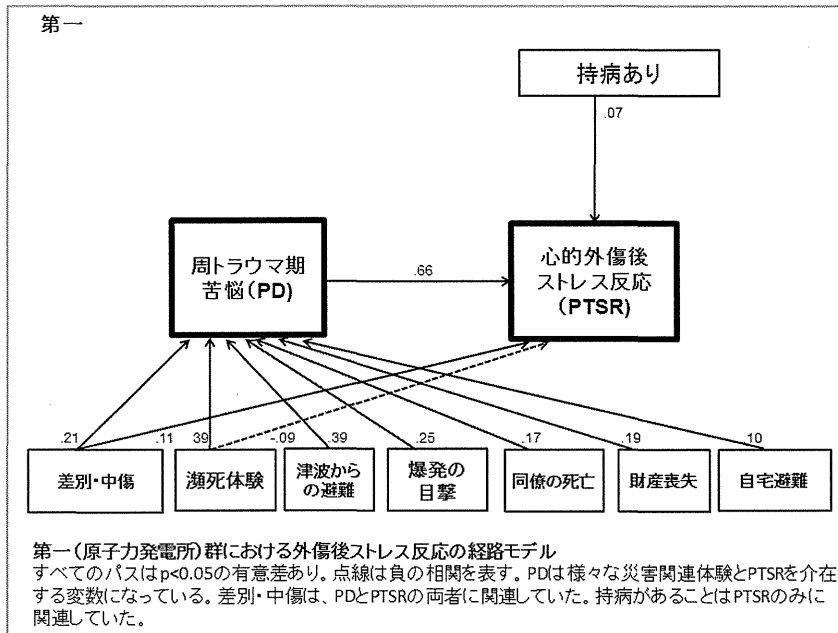 第一
持病あり
.07
周トラウマ期
苦悩(PD)
.66
心的外傷後
ストレス反応
(PTSR)
.21
.11
.39
-.09
.39
.25
.17
.19
.10
差別・中傷
瀕死体験
津波から
の避難
爆発の
目撃
同僚の死亡
財産喪失
自宅避難
第一(原子力発電所)群における外傷後ストレス反応の経路モデル
すべてのパスはp<0.05の有意差あり。点線は負の相関を表す。PDは様々な災害関連体験とPTSRを介在
する変数になっている。差別・中傷は、PDとPTSRの両者に関連していた。持病があることはPTSRのみに
関連していた。